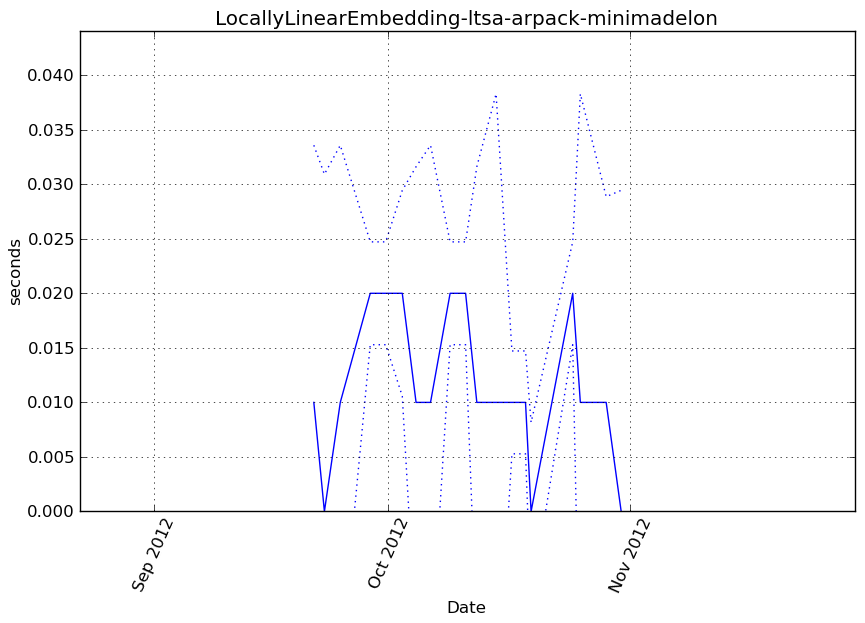 LocallyLinearEmbedding-ltsa-arpack-minimadelon
0.040
0.035
0.030
0.025
0.020
0.015
0.010
0.005
0.000
seconds
Sep 2012
Oct 2012
Nov 2012
Date